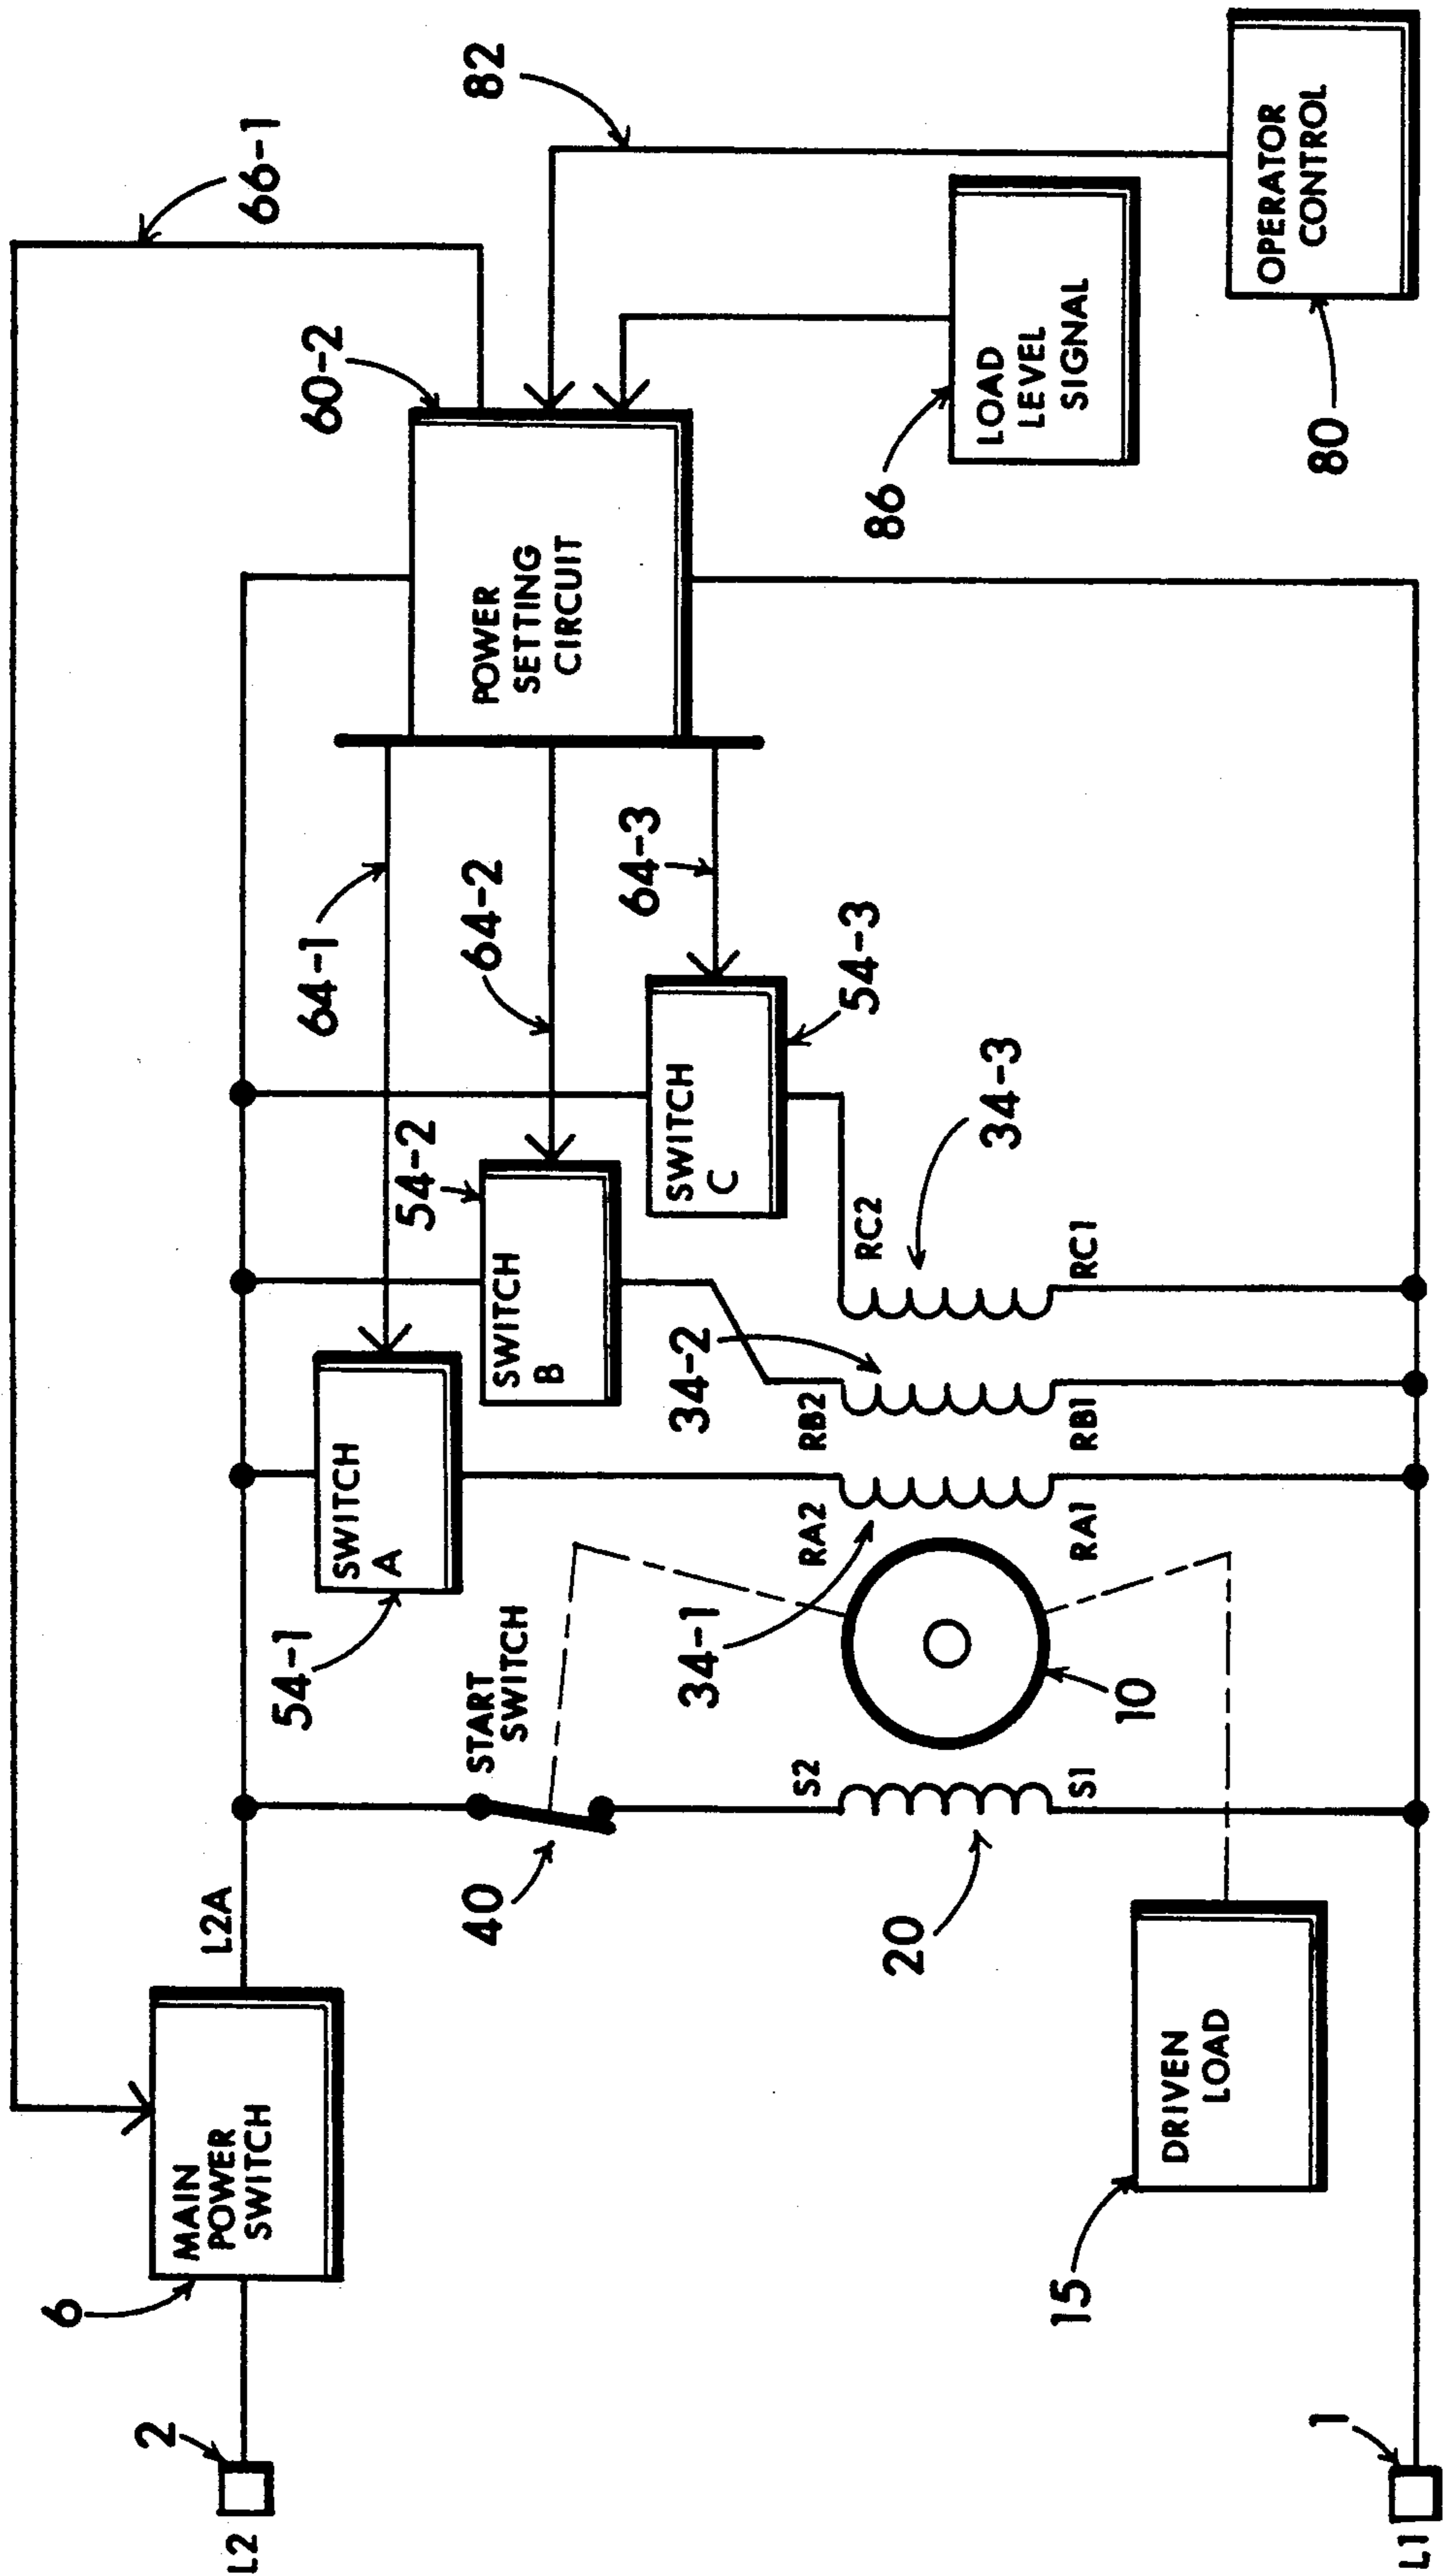 66-1
82
6
MAIN
POWER
SWITCH
2
L2
L2A
60-2
POWER
SETTING
CIRCUIT
64-1
64-2
64-3
54-1
SWITCH
A
54-2
SWITCH
B
54-3
SWITCH
C
START
SWITCH
40
34-1
34-2
34-3
RA2
RB2
RC2
S2
20
S1
10
RA1
RB1
RC1
86
LOAD
LEVEL
SIGNAL
OPERATOR
CONTROL
80
15
DRIVEN
LOAD
1
L1